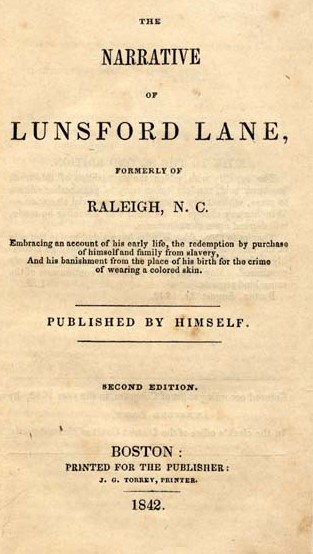 THE
NARRATIVE
OF
LUNSFORD LANE,
FORMERLY OF
RALEIGH, N. C.
Embracing an account of his early life, the redemption by purchase
of himself and family from slavery,
And his banishment from the place of his birth for the crime
of wearing a colored skin.
PUBLISHED BY HIMSELF.
SECOND EDITION.
BOSTON:
PRINTED FOR THE PUBLISHER:
J. G. TORREY, PRINTER.
1842.